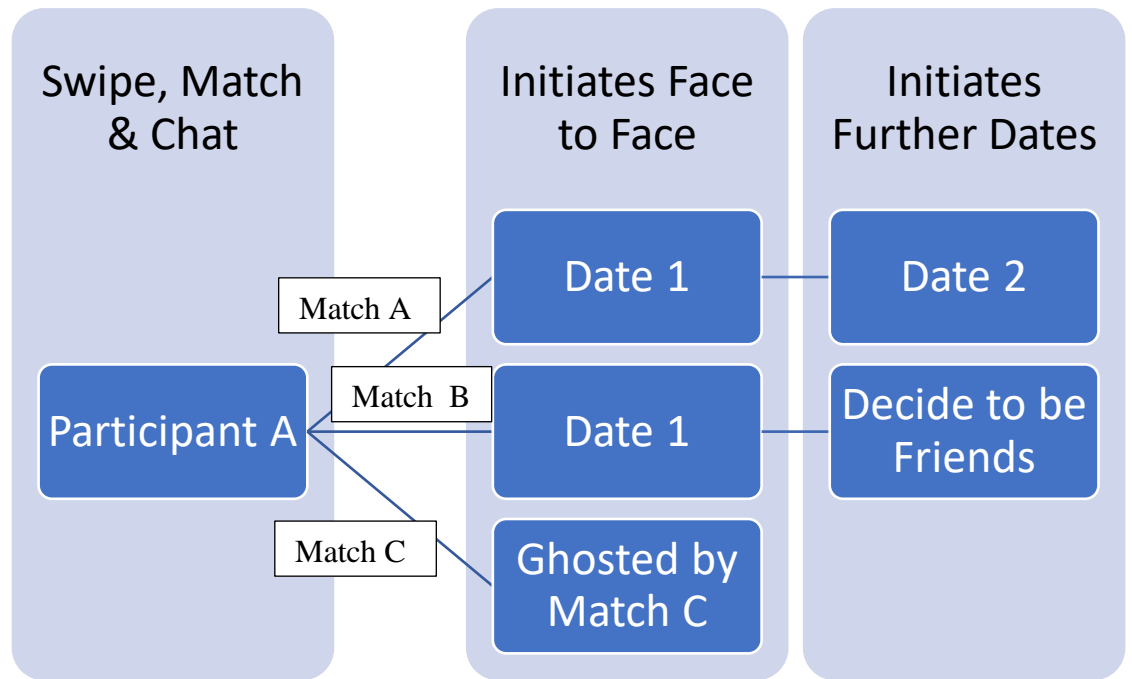 Swipe, Match
& Chat
Initiates Face
to Face
Initiates
Further Dates
Match A
Date 1
Date 2
Participant A
Match B
Date 1
Decide to be
Friends
Match C
Ghosted by
Match C